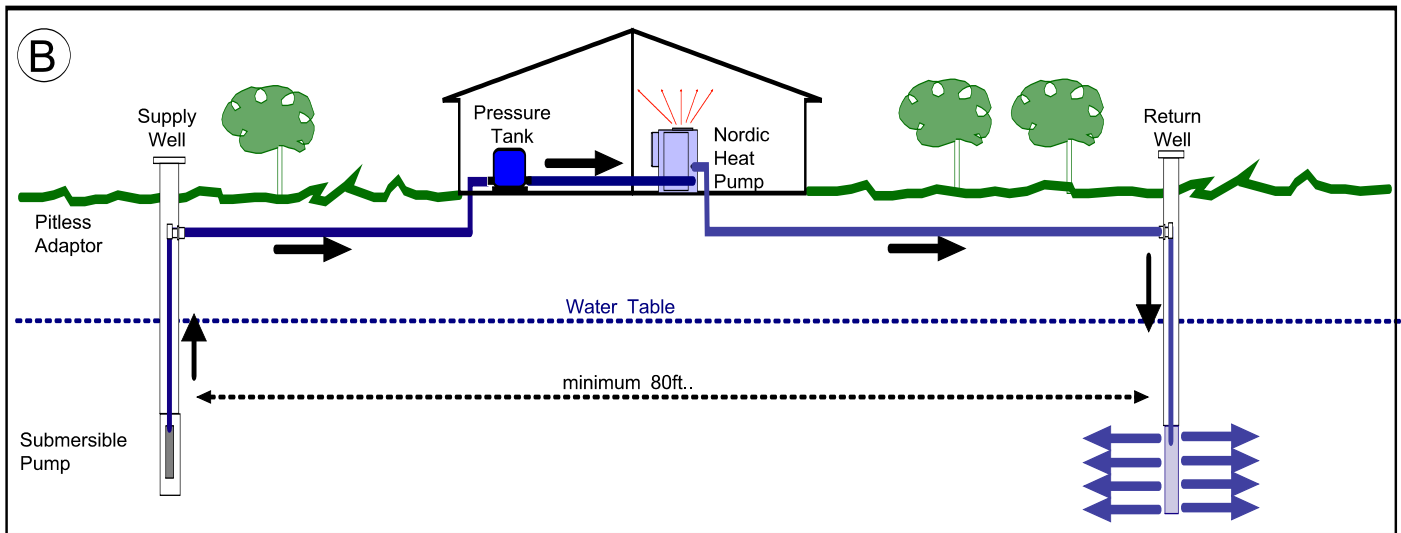 B
Supply
Well
Pressure
Tank
Nordic
Heat
Pump
Return
Well
Pitless
Adaptor
Water Table
minimum 80ft..
Submersible
Pump